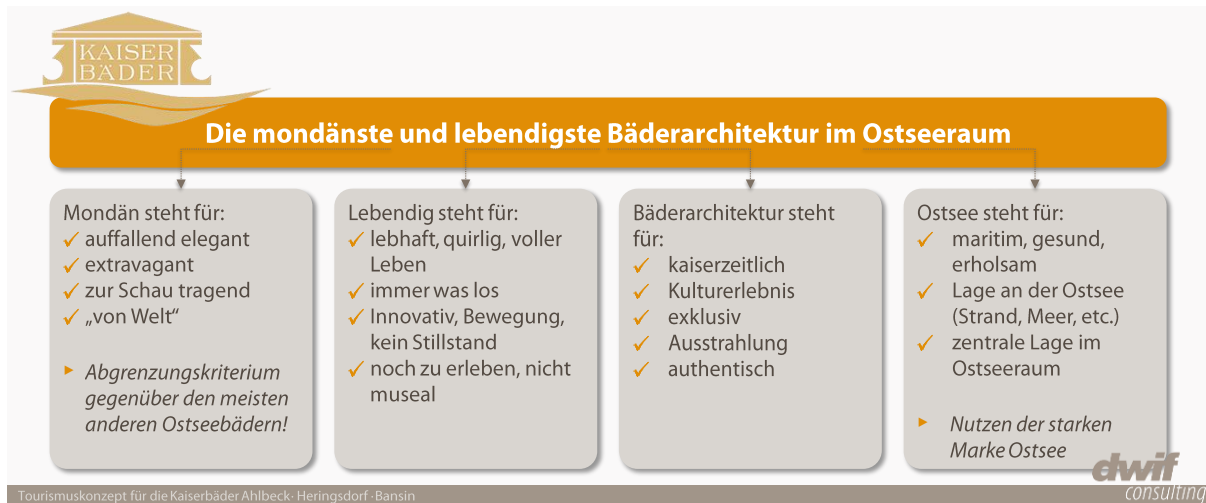 KAISER
BÄDER
Die mondänste und lebendigste Bäderarchitektur im Ostseeraum
Mondän steht für:
auffallend elegant
extravagant
zur Schau tragend
„von Welt“
Abgrenzungskriterium
gegenüber den meisten
anderen Ostseebädern!
Lebendig steht für:
lebhaft, quirlig, voller
Leben
immer was los
Innovativ, Bewegung,
kein Stillstand
noch zu erleben, nicht
museal
Bäderarchitektur steht
für:
kaiserzeitlich
Kulturerlebnis
exklusiv
Ausstrahlung
authentisch
Ostsee steht für:
maritim, gesund,
erholsam
Lage an der Ostsee
(Strand, Meer, etc.)
zentrale Lage im
Ostseeraum
Nutzen der starken
Marke Ostsee
dwif
consulting
Tourismuskonzept für die Kaiserbäder Ahlbeck· Heringsdorf ·Bansin